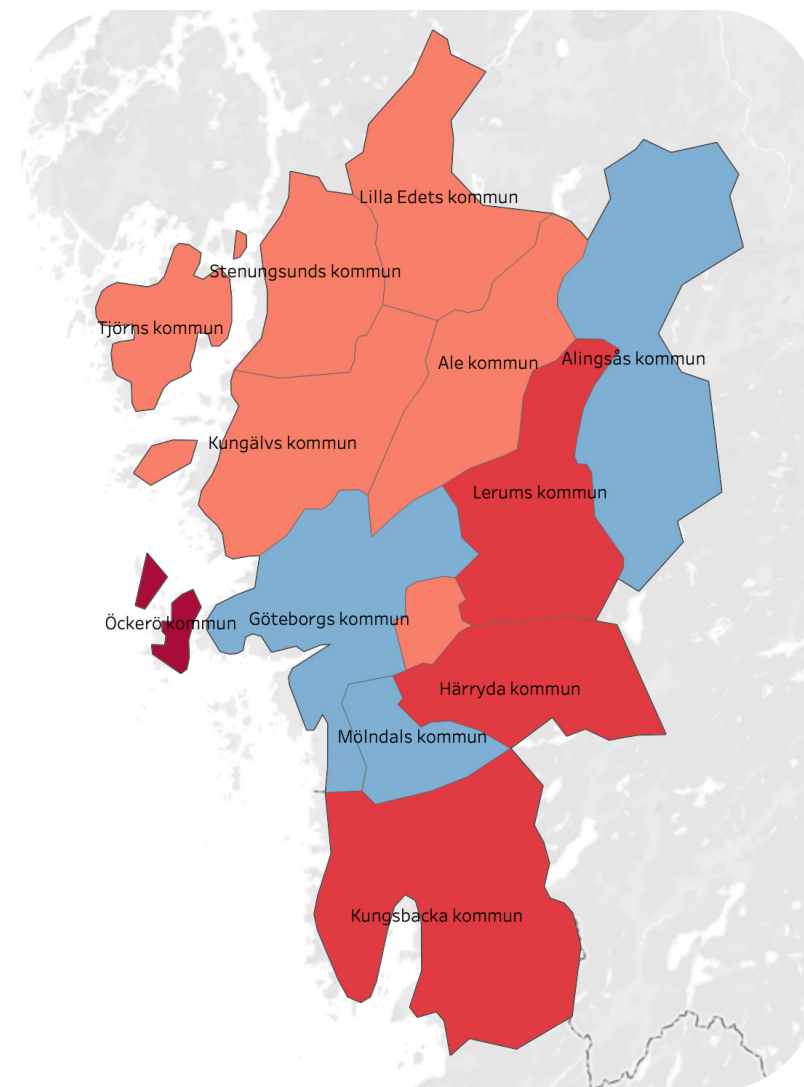 Lilla Edets kommun
Stenungsunds kommun
Tjörns kommun
Alingsås kommun
Ale kommun
Kungälvs kommun
Lerums kommun
Göteborgs kommun
Öckerö kommun
Härryda kommun
Mölndals kommun
Kungsbacka kommun